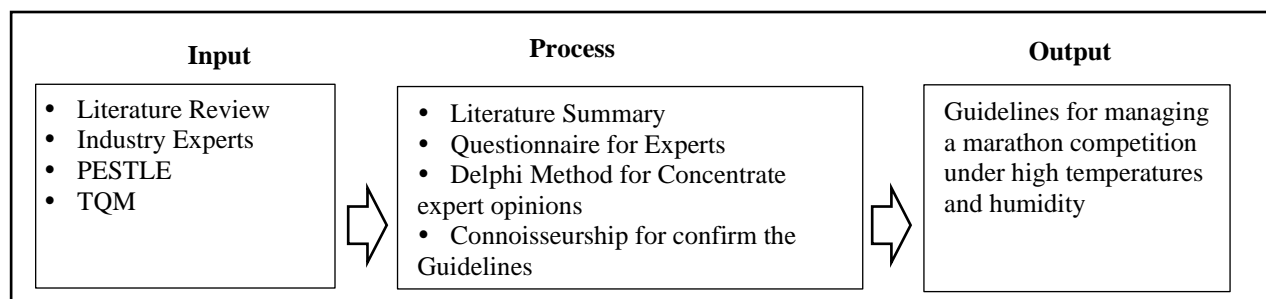 Input
• Literature Review
• Industry Experts
• PESTLE
• TQM
Process
• Literature Summary
• Questionnaire for Experts
• Delphi Method for Concentrate
expert opinions
• Connoisseurship for confirm the
Guidelines
Output
Guidelines for managing
a marathon competition
under high temperatures
and humidity